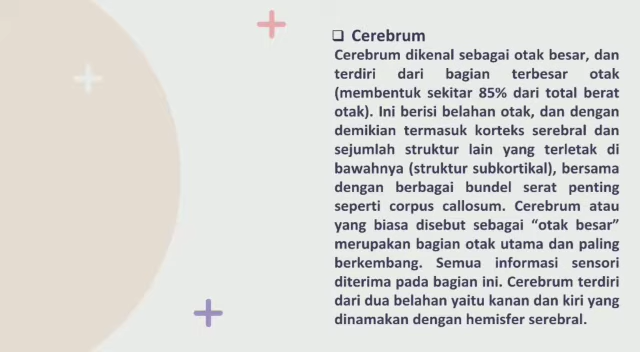 ❑ Cerebrum
Cerebrum dikenal sebagai otak besar, dan
terdiri dari bagian terbesar otak
(membentuk sekitar 85% dari total berat
otak). Ini berisi belahan otak, dan dengan
demikian termasuk korteks serebral dan
sejumlah struktur lain yang terletak di
bawahnya (struktur subkortikal), bersama
dengan berbagai bundel serat penting
seperti corpus callosum. Cerebrum atau
yang biasa disebut sebagai “otak besar”
merupakan bagian otak utama dan paling
berkembang. Semua informasi sensori
diterima pada bagian ini. Cerebrum terdiri
dari dua belahan yaitu kanan dan kiri yang
dinamakan dengan hemisfer serebral.